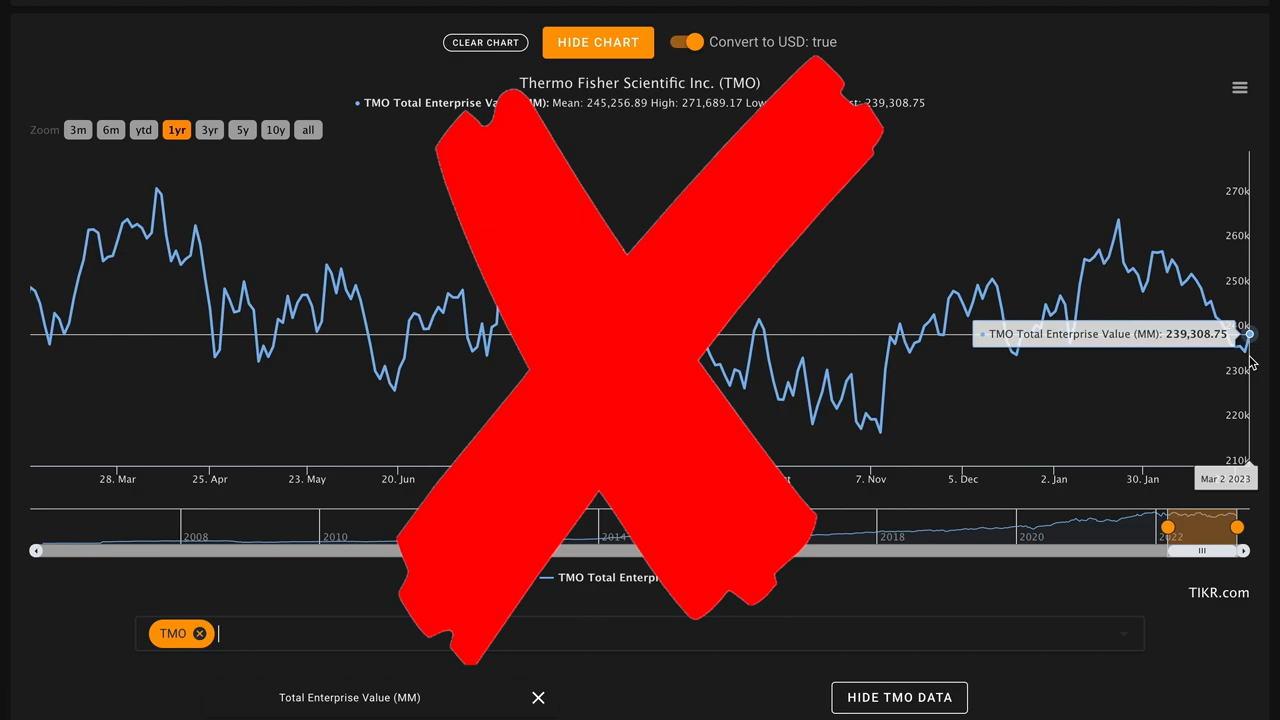 CLEAR CHART
HIDE CHART
Convert to USD: true
Thermo Fisher Scientific Inc. (TMO)
TMO Total Enterprise Va M): Mean: 245,256.89 High: 271,689.17 Low 239,308.75
Zoom 3m 6m ytd 1yr 3yr 5y 10y all
270k
260k
250k
TMO Total Enterprise Value (MM): 239,308.75
230k
220k
210k
28. Mar 25. Apr 23. May 20. Jun 7. Nov 5. Dec 2. Jan 30. Jan Mar 2 2023
2008 2010 2014 2018 2020 2022
TMO Total Enterp
TIKR.com
TMO
Total Enterprise Value (MM)
HIDE TMO DATA